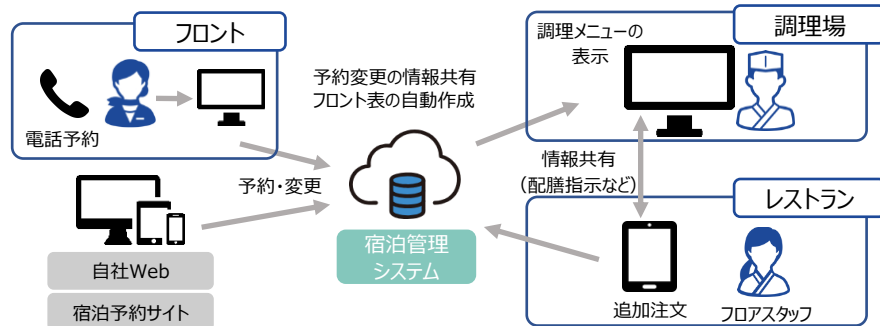 フロント
電話予約
予約変更の情報共有
フロント表の自動作成
予約・変更
自社Web
宿泊予約サイト
宿泊管理
システム
調理場
調理メニューの
表示
情報共有
（配膳指示など）
レストラン
追加注文
フロアスタッフ